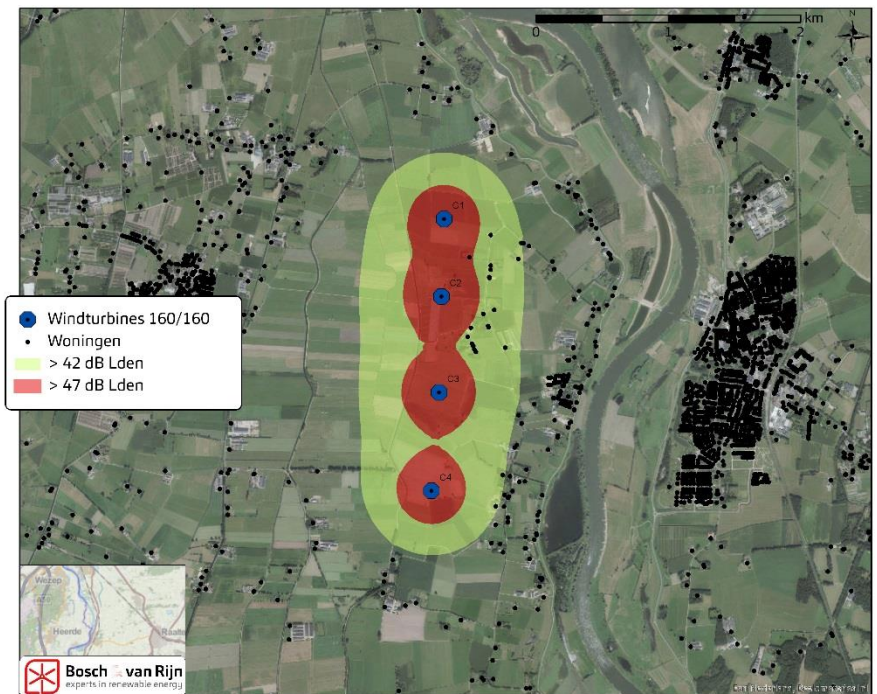 km
0 1 2
N
C1
C2
C3
C4
Windturbines 160/160
Woningen
> 42 dB Lden
> 47 dB Lden
Wezep
Heerde
Raalte
Bosch van Rijn
experts in renewable energy